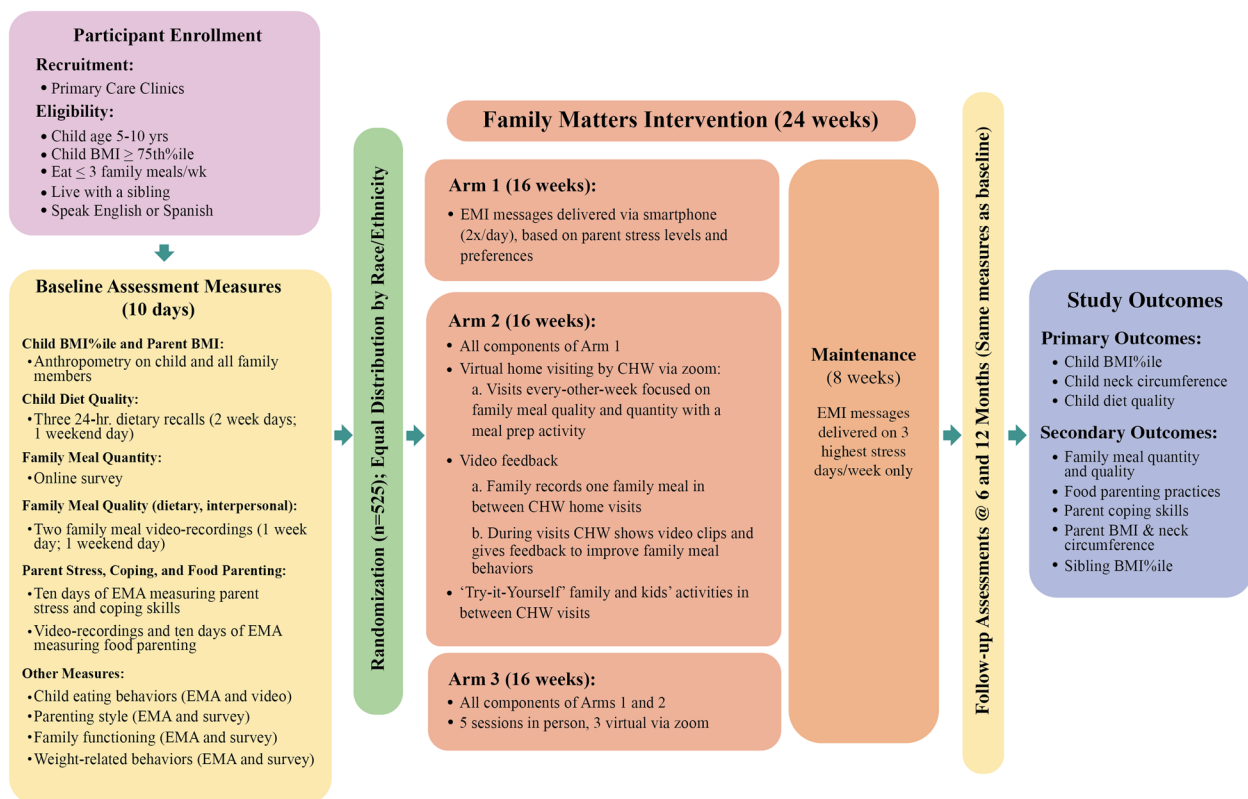 Participant Enrollment
Recruitment:
• Primary Care Clinics
Eligibility:
• Child age 5-10 yrs
• Child BMI ≥ 75th%ile
• Eat ≤ 3 family meals/wk
• Live with a sibling
• Speak English or Spanish
Baseline Assessment Measures
(10 days)
Child BMI%ile and Parent BMI:
• Anthropometry on child and all family
members
Child Diet Quality:
• Three 24-hr. dietary recalls (2 week days;
1 weekend day)
Family Meal Quantity:
• Online survey
Family Meal Quality (dietary, interpersonal):
• Two family meal video-recordings (1 week
day; 1 weekend day)
Parent Stress, Coping, and Food Parenting:
• Ten days of EMA measuring parent
stress and coping skills
• Video-recordings and ten days of EMA
measuring food parenting
Other Measures:
• Child eating behaviors (EMA and video)
• Parenting style (EMA and survey)
• Family functioning (EMA and survey)
• Weight-related behaviors (EMA and survey)
Randomization (n=525); Equal Distribution by Race/Ethnicity
Family Matters Intervention (24 weeks)
Arm 1 (16 weeks):
• EMI messages delivered via smartphone
(2x/day), based on parent stress levels and
preferences
Arm 2 (16 weeks):
• All components of Arm 1
• Virtual home visiting by CHW via zoom:
a. Visits every-other-week focused on
family meal quality and quantity with a
meal prep activity
• Video feedback
a. Family records one family meal in
between CHW home visits
b. During visits CHW shows video clips and
gives feedback to improve family meal
behaviors
• ‘Try-it-Yourself’ family and kids’ activities in
between CHW visits
Arm 3 (16 weeks):
• All components of Arms 1 and 2
• 5 sessions in person, 3 virtual via zoom
Maintenance
(8 weeks)
EMI messages
delivered on 3
highest stress
days/week only
Follow-up Assessments @ 6 and 12 Months (Same measures as baseline)
Study Outcomes
Primary Outcomes:
• Child BMI%ile
• Child neck circumference
• Child diet quality
Secondary Outcomes:
• Family meal quantity
and quality
• Food parenting practices
• Parent coping skills
• Parent BMI & neck
circumference
• Sibling BMI%ile